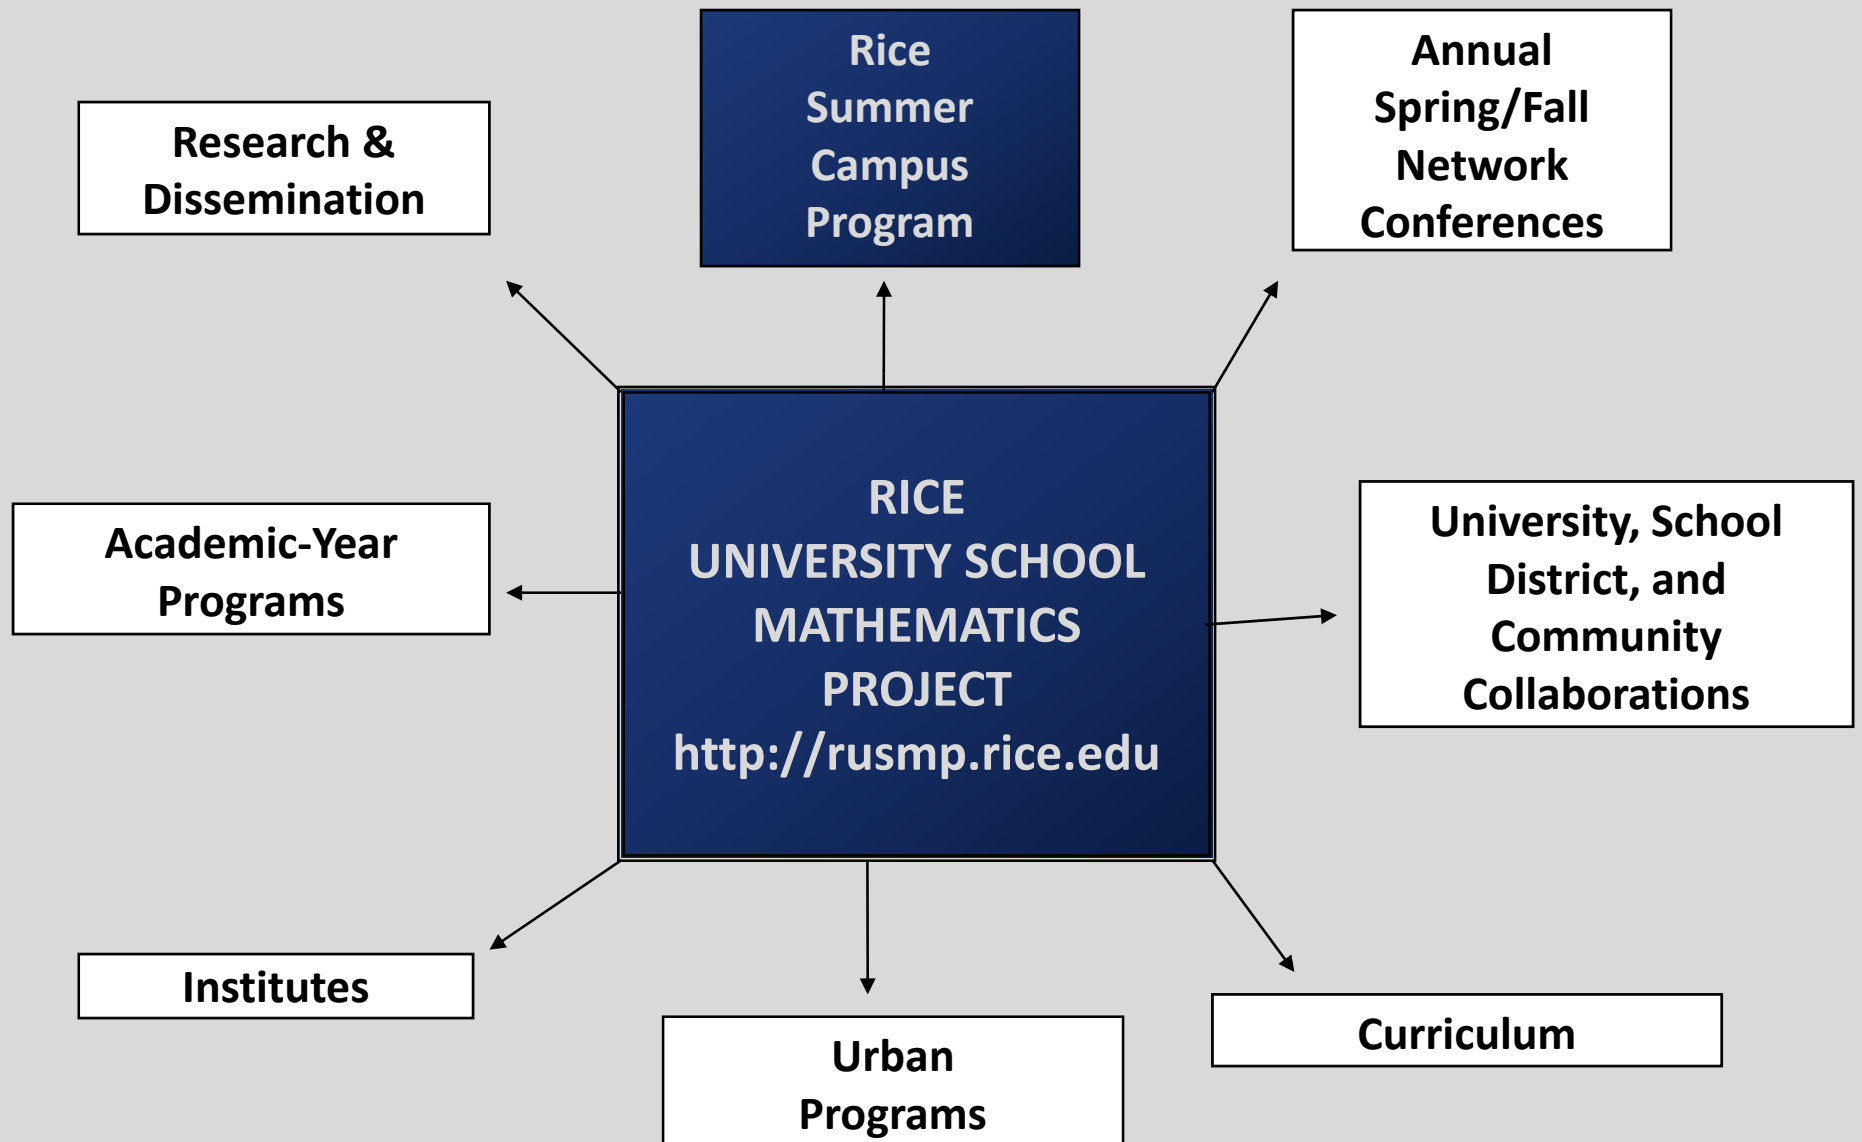 Rice
Summer
Campus
Program
Annual
Spring/Fall
Network
Conferences
Research &
Dissemination
RICE
UNIVERSITY SCHOOL
MATHEMATICS
PROJECT
http://rusmp.rice.edu
Academic-Year
Programs
University, School
District, and
Community
Collaborations
Institutes
Urban
Programs
Curriculum